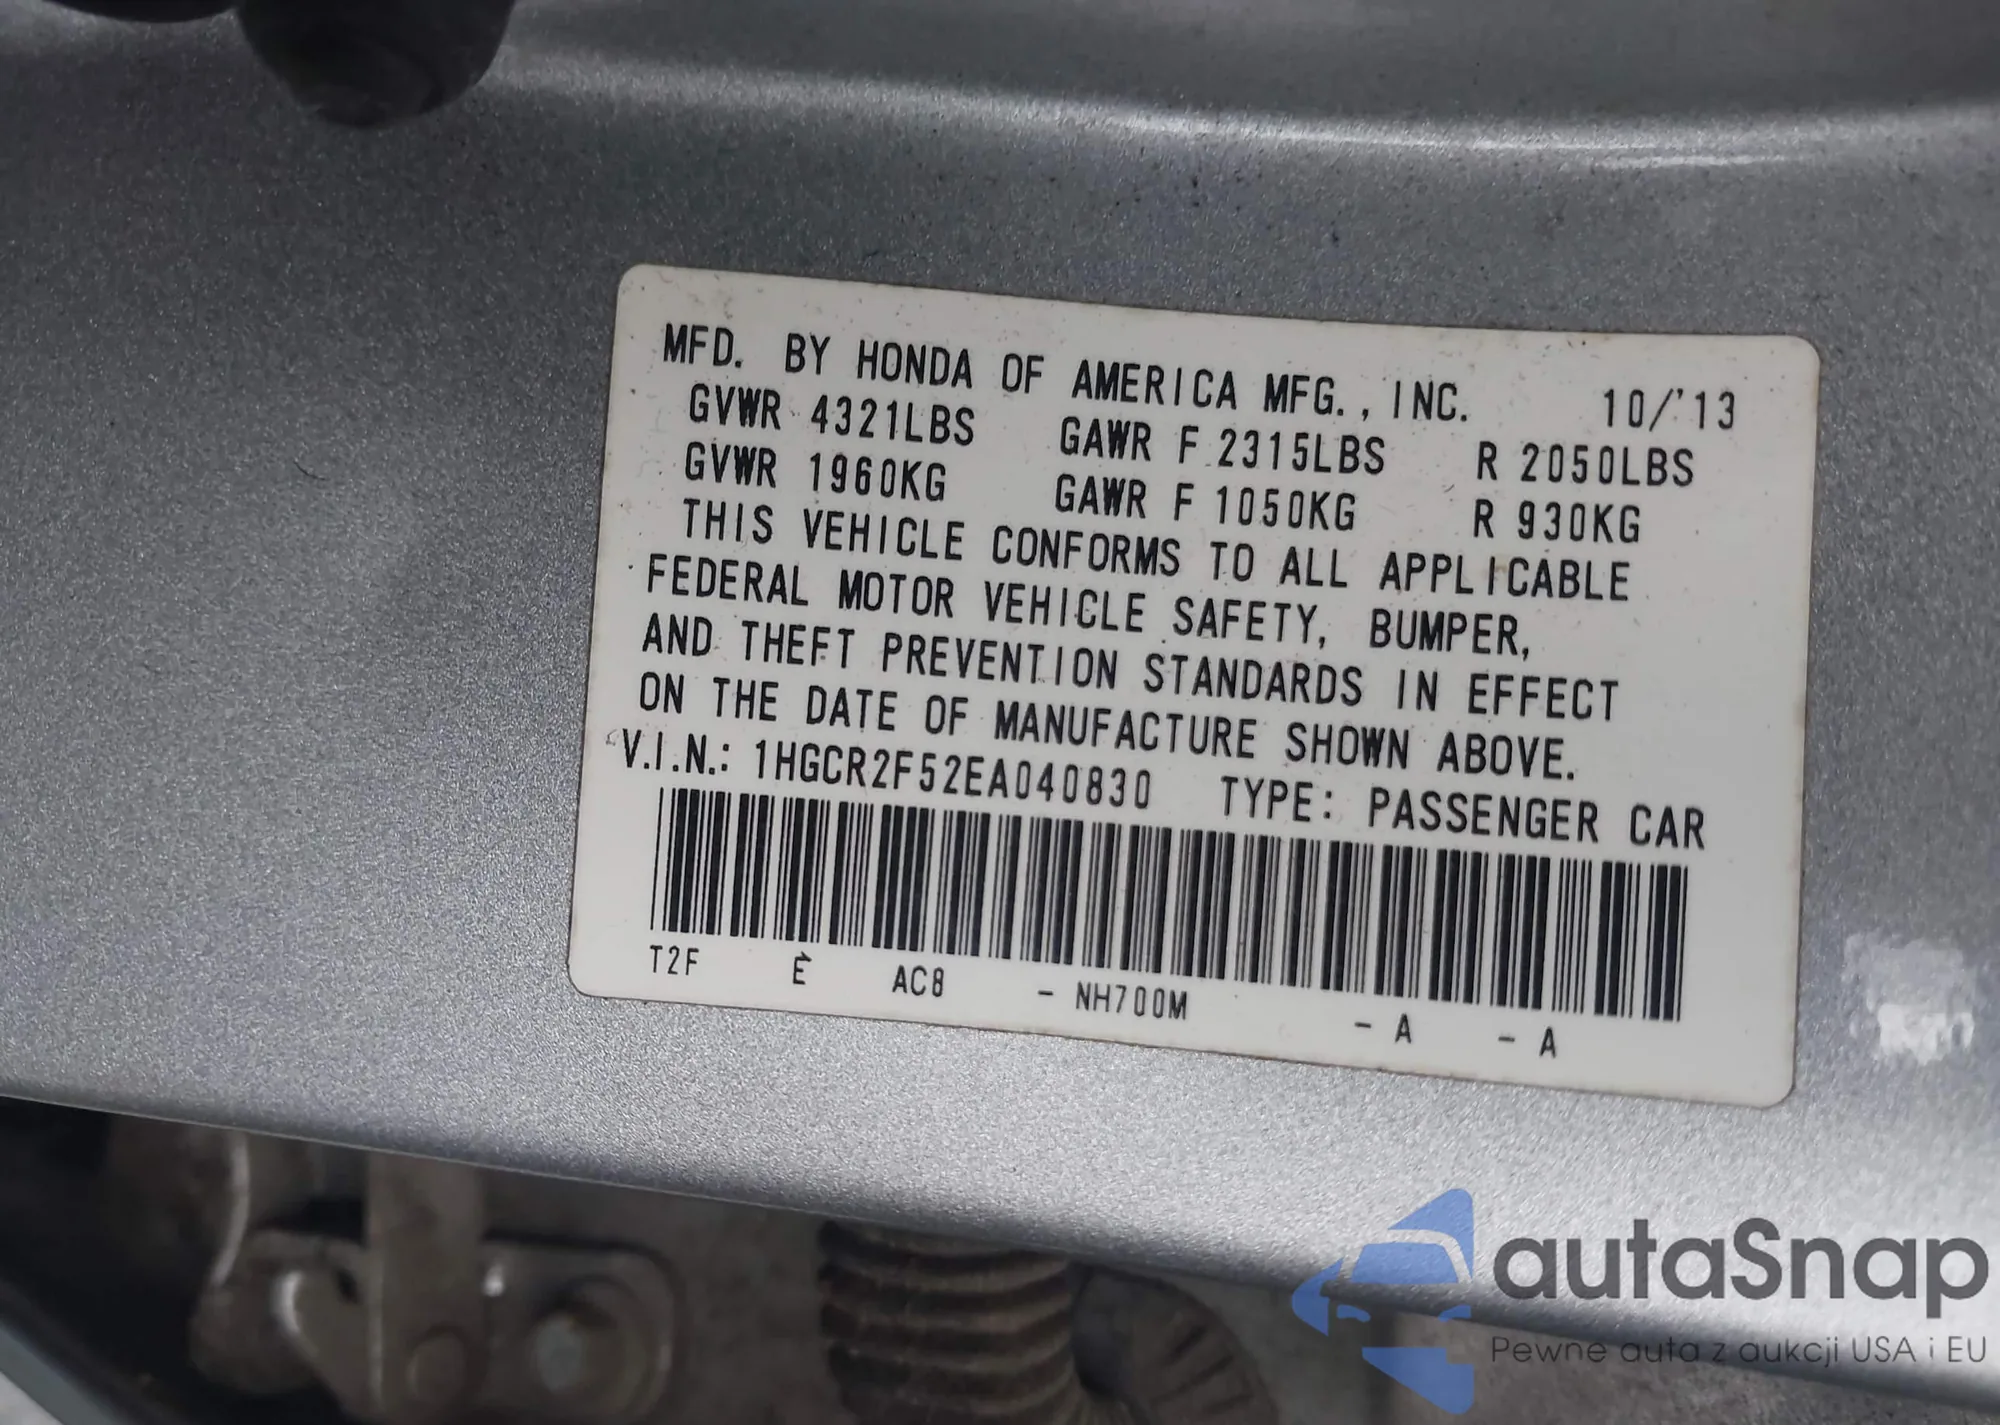 MFD. BY HONDA OF AMERICA MFG., INC. 10/'13
GVWR 4321LBS GAWR F 2315LBS R 2050LBS
GVWR 1960KG GAWR F 1050KG R 930KG
THIS VEHICLE CONFORMS TO ALL APPLICABLE
FEDERAL MOTOR VEHICLE SAFETY, BUMPER,
AND THEFT PREVENTION STANDARDS IN EFFECT
ON THE DATE OF MANUFACTURE SHOWN ABOVE.
V.I.N.: 1HGCR2F52EA040830 TYPE: PASSENGER CAR
T2F E AC8 - NH700M - A - A
autaSnap
Pewne auta z aukcji USA i EU